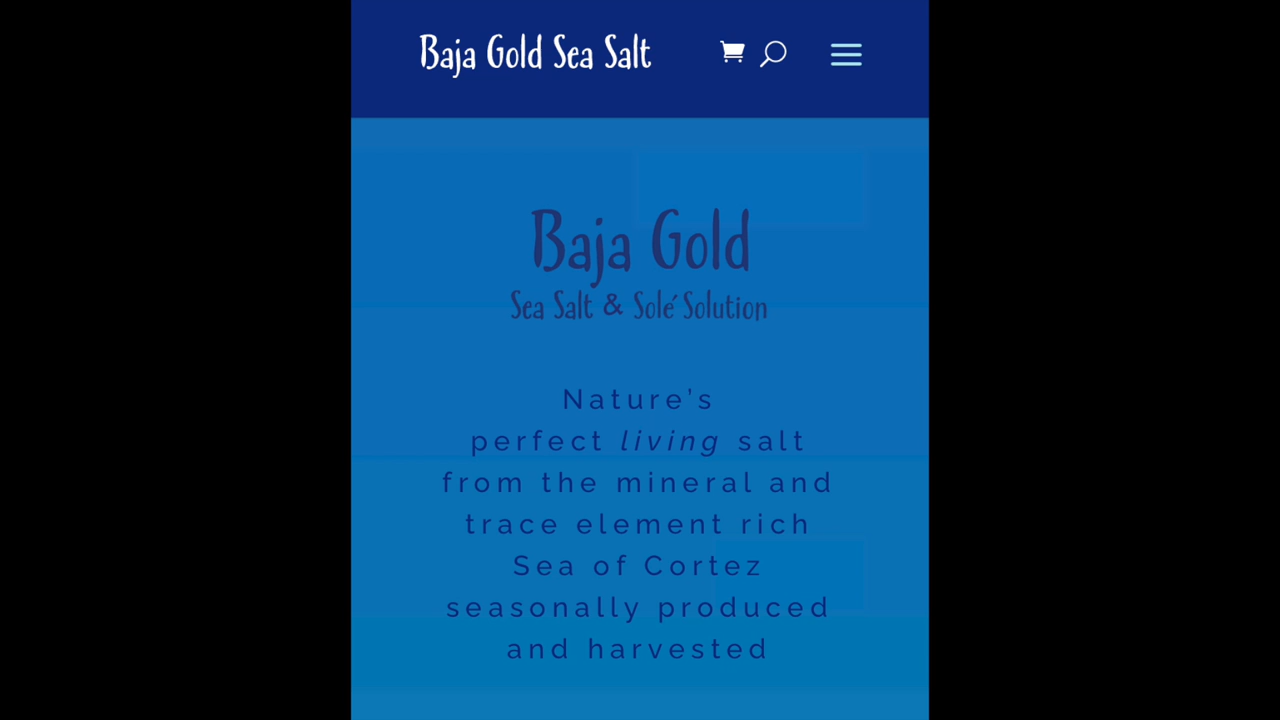 Baja Gold Sea Salt
Baja Gold
Sea Salt & Solé Solution
Nature’s
perfect living salt
from the mineral and
trace element rich
Sea of Cortez
seasonally produced
and harvested